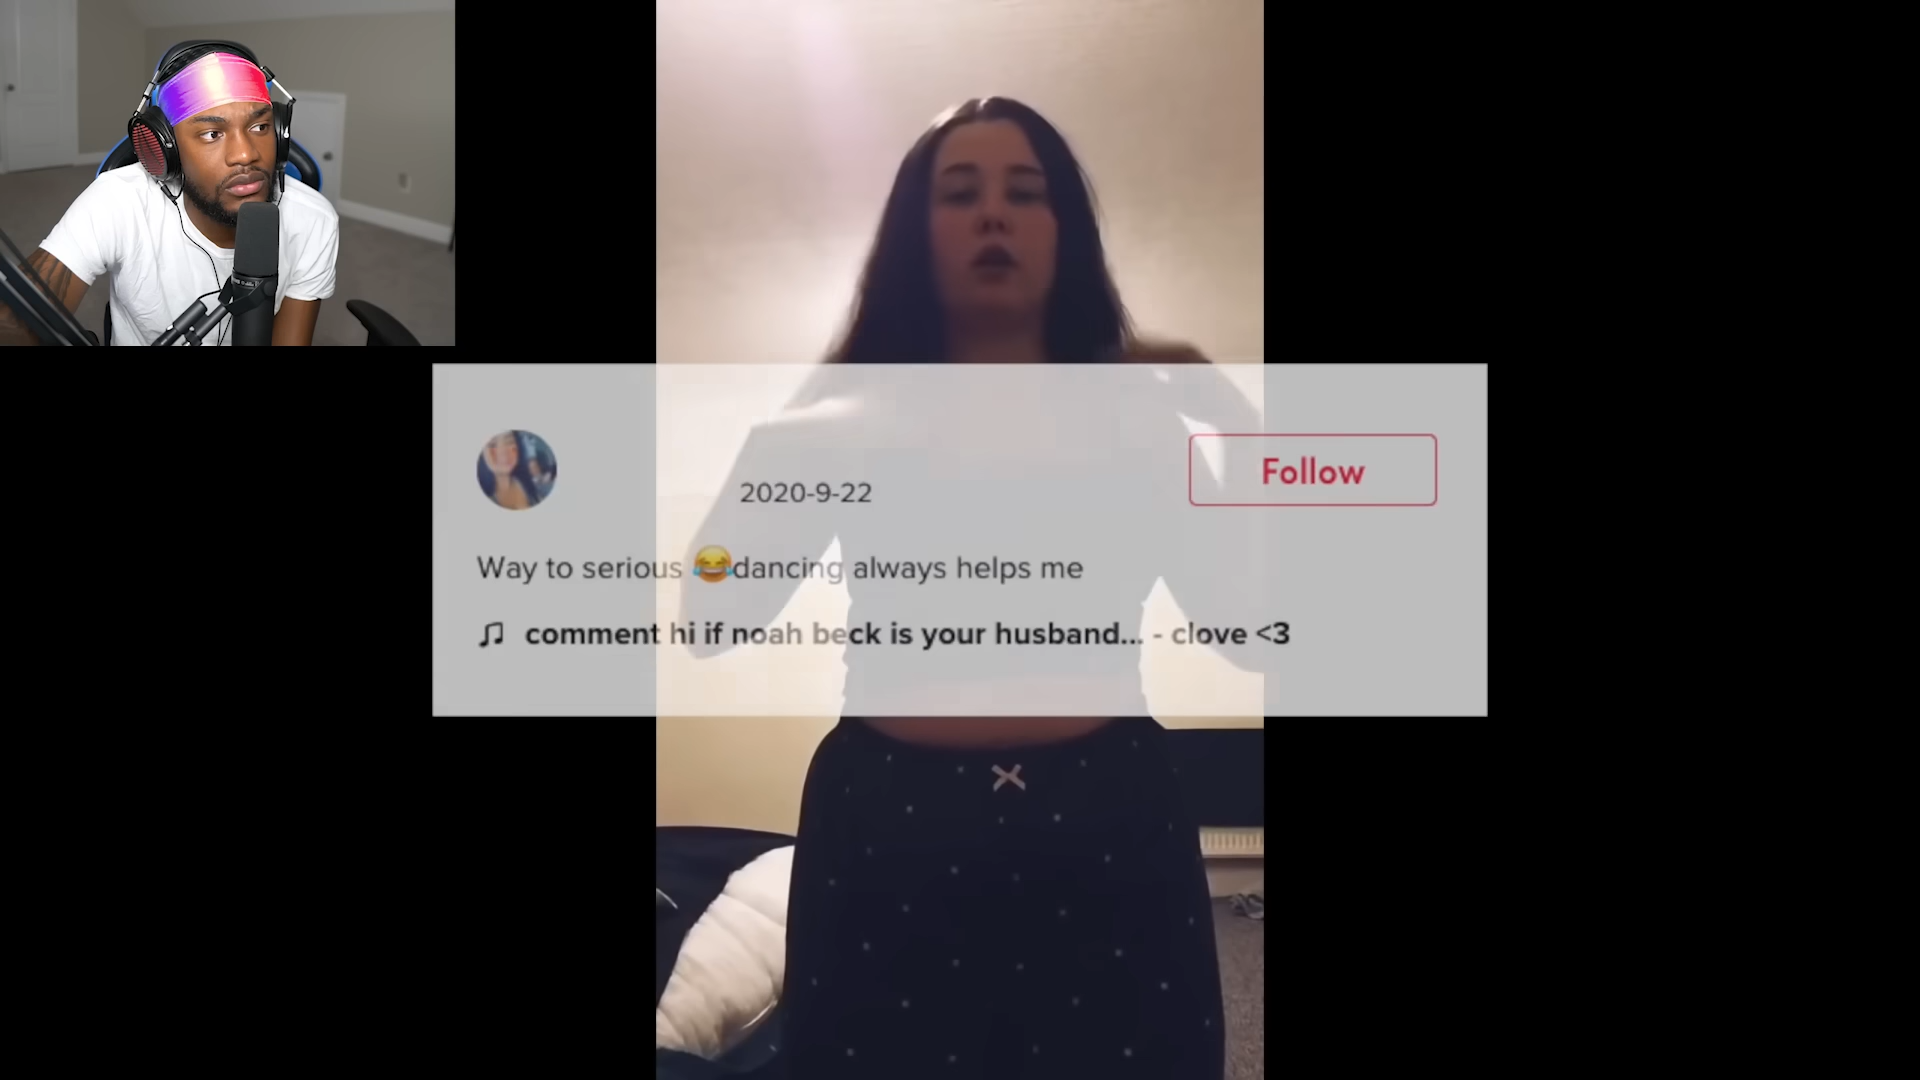 2020-9-22
Follow
Way to serious 😂dancing always helps me
♫ comment hi if noah beck is your husband... - clove <3